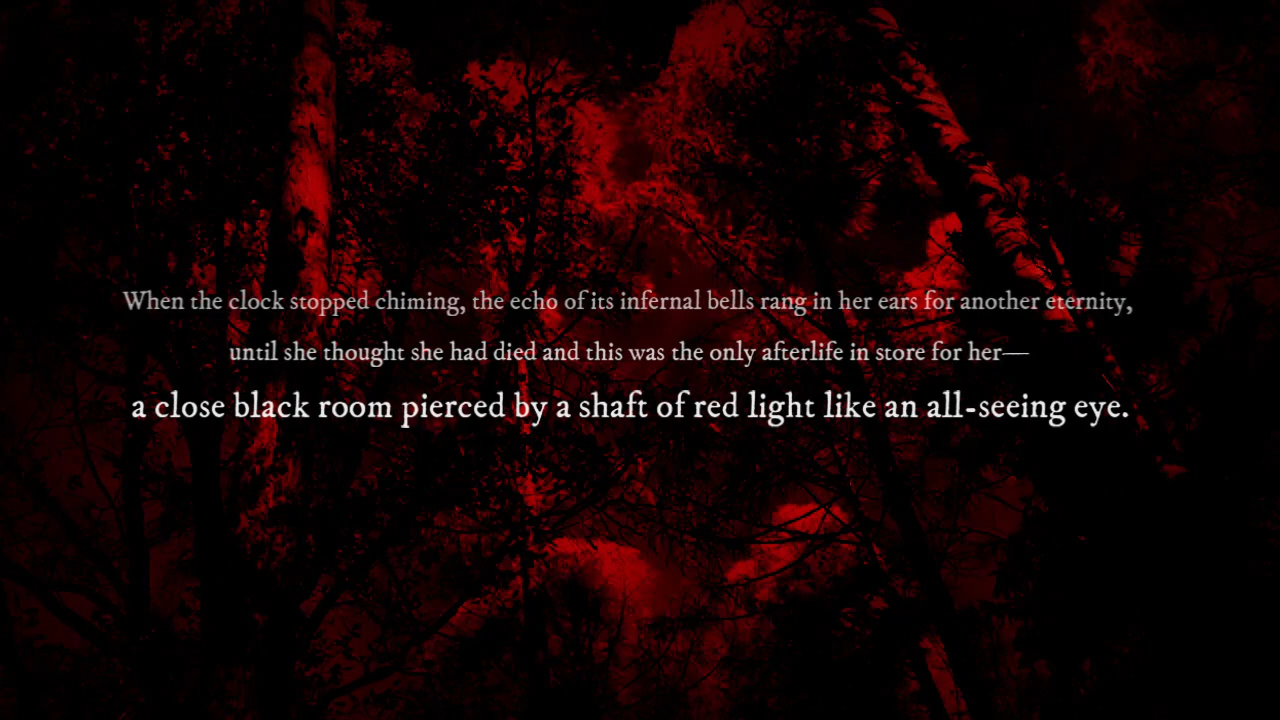 When the clock stopped chiming, the echo of its infernal bells rang in her ears for another eternity,
until she thought she had died and this was the only afterlife in store for her—
a close black room pierced by a shaft of red light like an all-seeing eye.